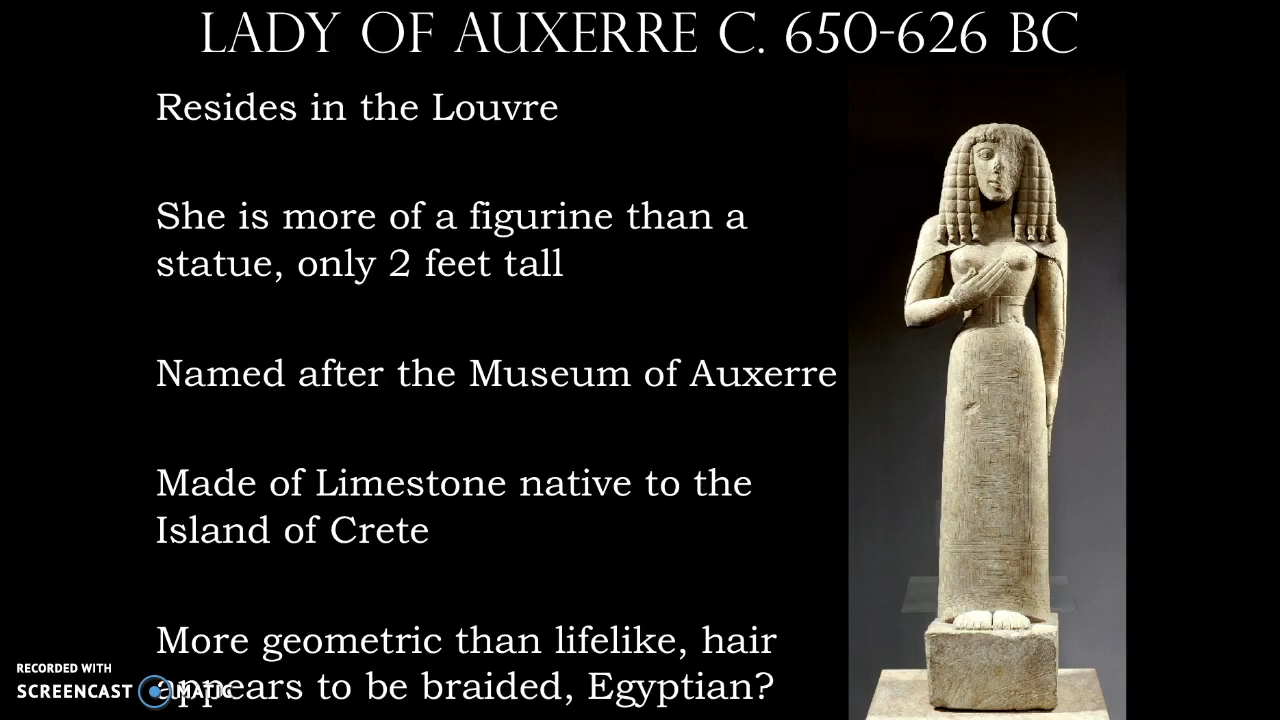 LADY OF AUXERRE C. 650-626 BC
Resides in the Louvre
She is more of a figurine than a
statue, only 2 feet tall
Named after the Museum of Auxerre
Made of Limestone native to the
Island of Crete
More geometric than lifelike, hair
appears to be braided, Egyptian?
RECORDED WITH
SCREENCAST MATIC